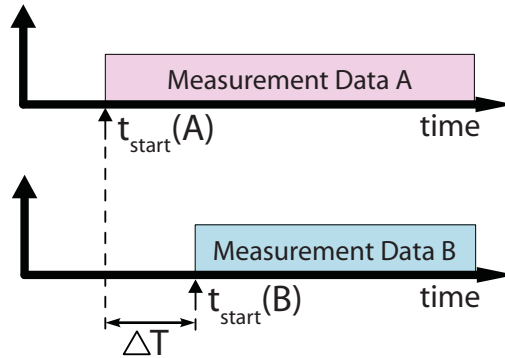 Measurement Data A
t_start(A)
time
Measurement Data B
t_start(B)
time
△T